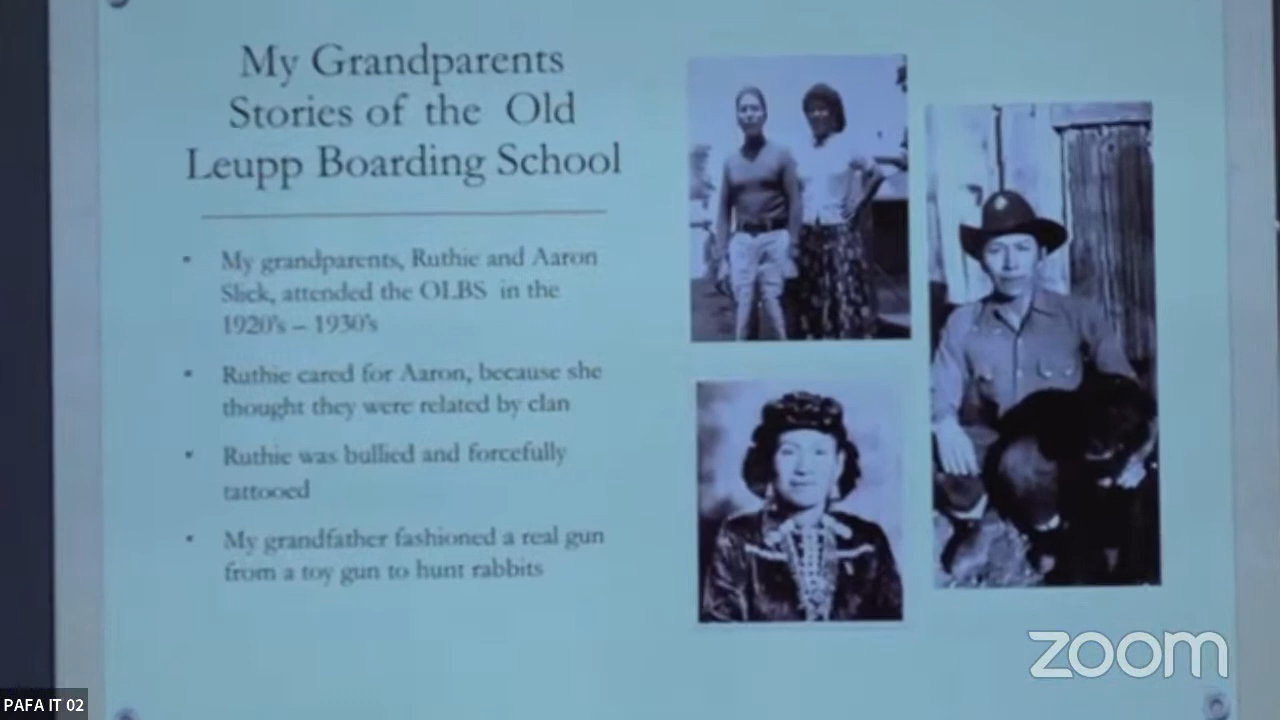 My Grandparents
Stories of the Old
Leupp Boarding School
• My grandparents, Ruthie and Aaron
Slick, attended the OLBS in the
1920's – 1930's
• Ruthie cared for Aaron, because she
thought they were related by clan
• Ruthie was bullied and forcefully
tattooed
• My grandfather fashioned a real gun
from a toy gun to hunt rabbits
zoom
PAFA IT 02